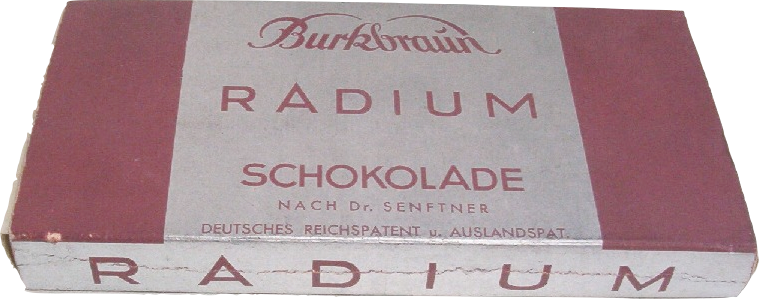 Burkbraun
RADIUM
SCHOKOLADE
NACH Dr. SENFTNER
DEUTSCHES REICHSPATENT u. AUSLANDSPAT.
RADIUM